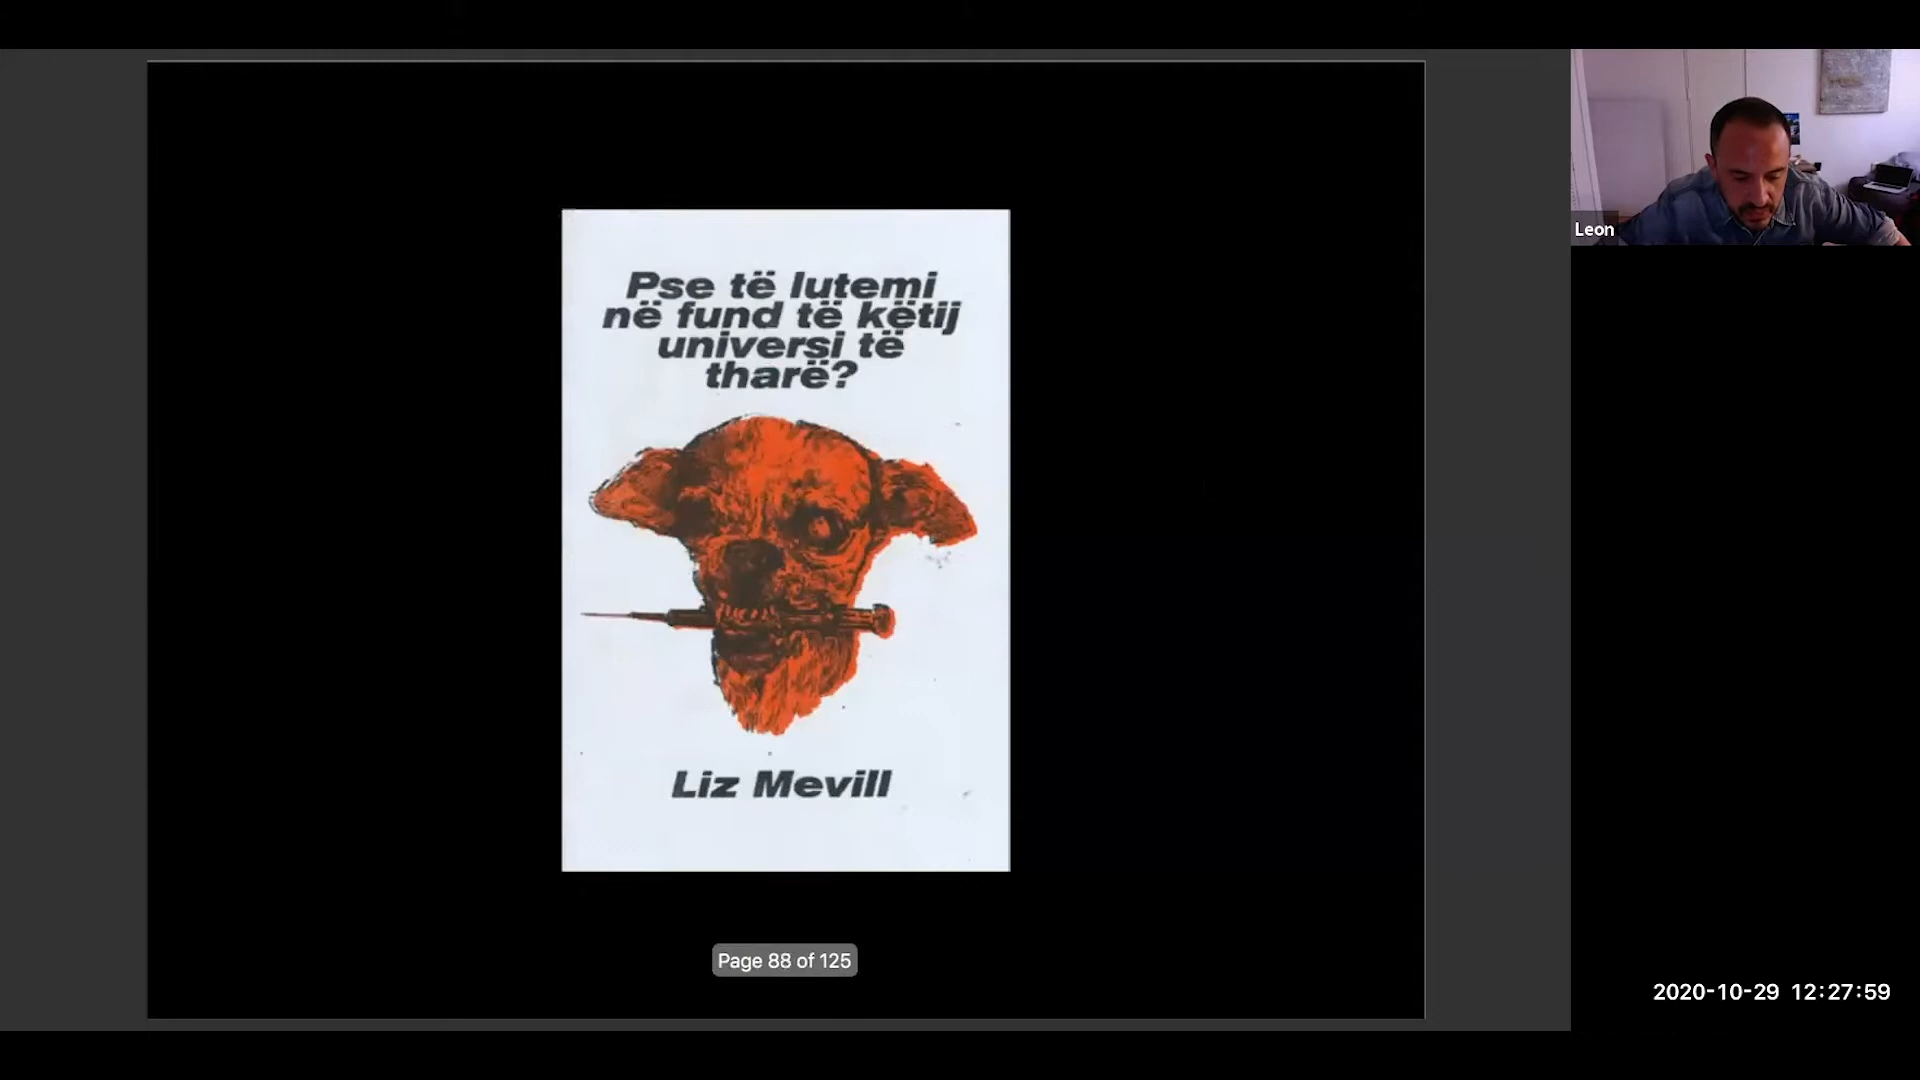 Pse të lutemi
në fund të këtij
universi të
tharë?
Liz Mevill
Page 88 of 125
Leon
2020-10-29 12:27:59